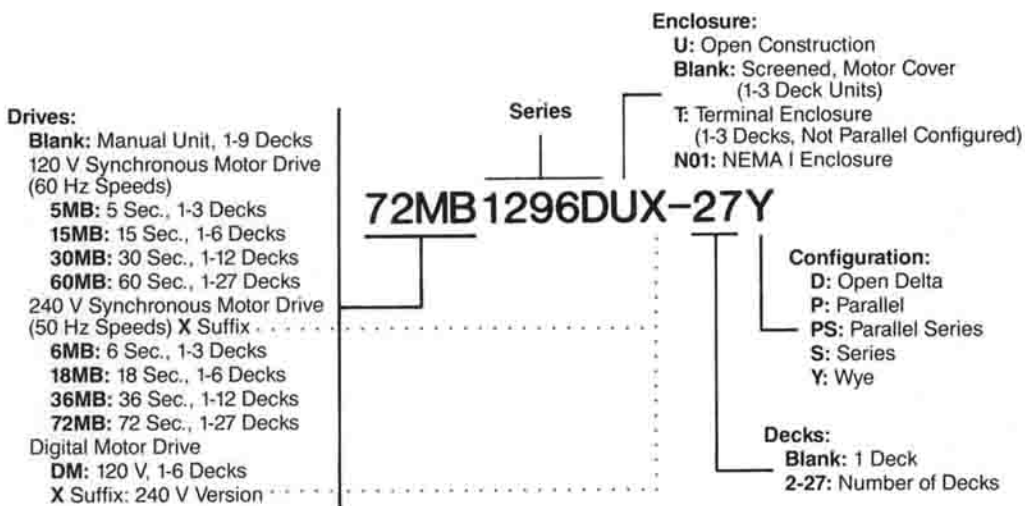 Enclosure:
U: Open Construction
Blank: Screened, Motor Cover
(1-3 Deck Units)
T: Terminal Enclosure
(1-3 Decks, Not Parallel Configured)
N01: NEMA I Enclosure
Series
Drives:
Blank: Manual Unit, 1-9 Decks
120 V Synchronous Motor Drive
(60 Hz Speeds)
5MB: 5 Sec., 1-3 Decks
15MB: 15 Sec., 1-6 Decks
30MB: 30 Sec., 1-12 Decks
60MB: 60 Sec., 1-27 Decks
240 V Synchronous Motor Drive
(50 Hz Speeds) X Suffix
6MB: 6 Sec., 1-3 Decks
18MB: 18 Sec., 1-6 Decks
36MB: 36 Sec., 1-12 Decks
72MB: 72 Sec., 1-27 Decks
Digital Motor Drive
DM: 120 V, 1-6 Decks
X Suffix: 240 V Version
72MB1296DUX-27Y
Configuration:
D: Open Delta
P: Parallel
PS: Parallel Series
S: Series
Y: Wye
Decks:
Blank: 1 Deck
2-27: Number of Decks